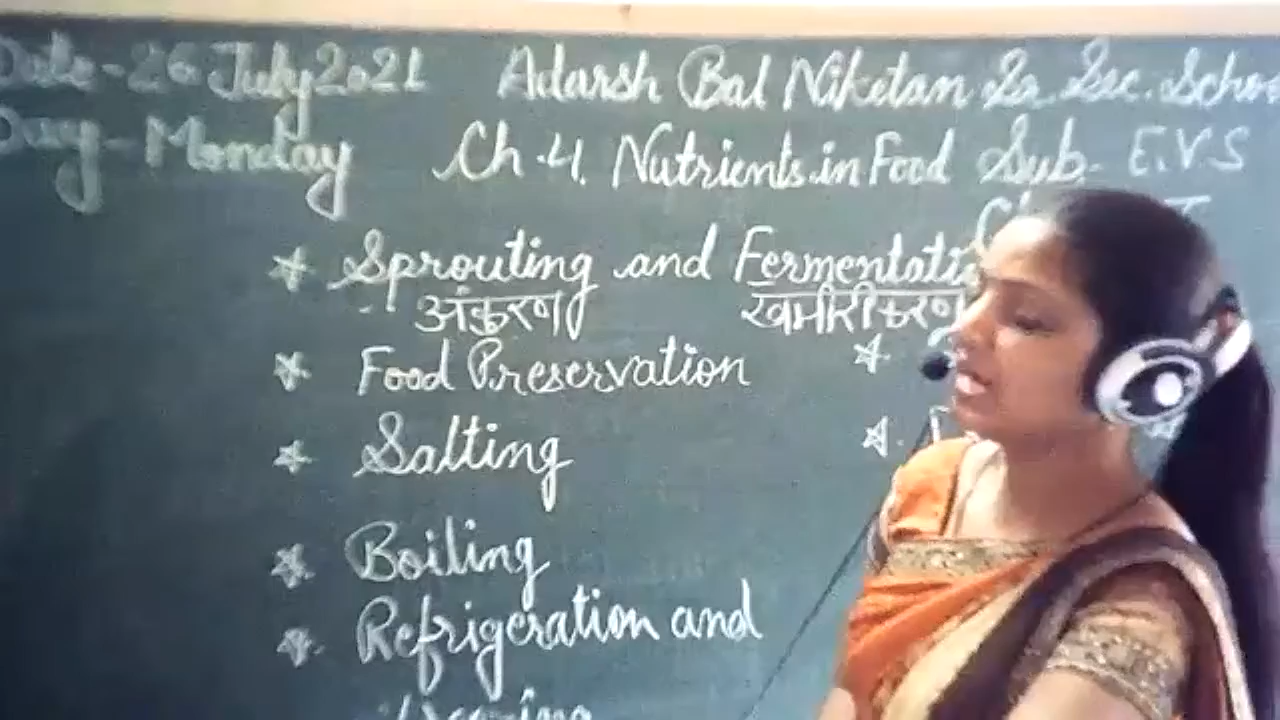 Date-26 July 2021 Adarsh Bal Niketan Sr. Sec. School
Day-Monday Ch.4. Nutrients in Food Sub- E.V.S
Sprouting and Fermentati
अंकुरण खमीरीकरण
Food Preservation
Salting
Boiling
Refrigeration and